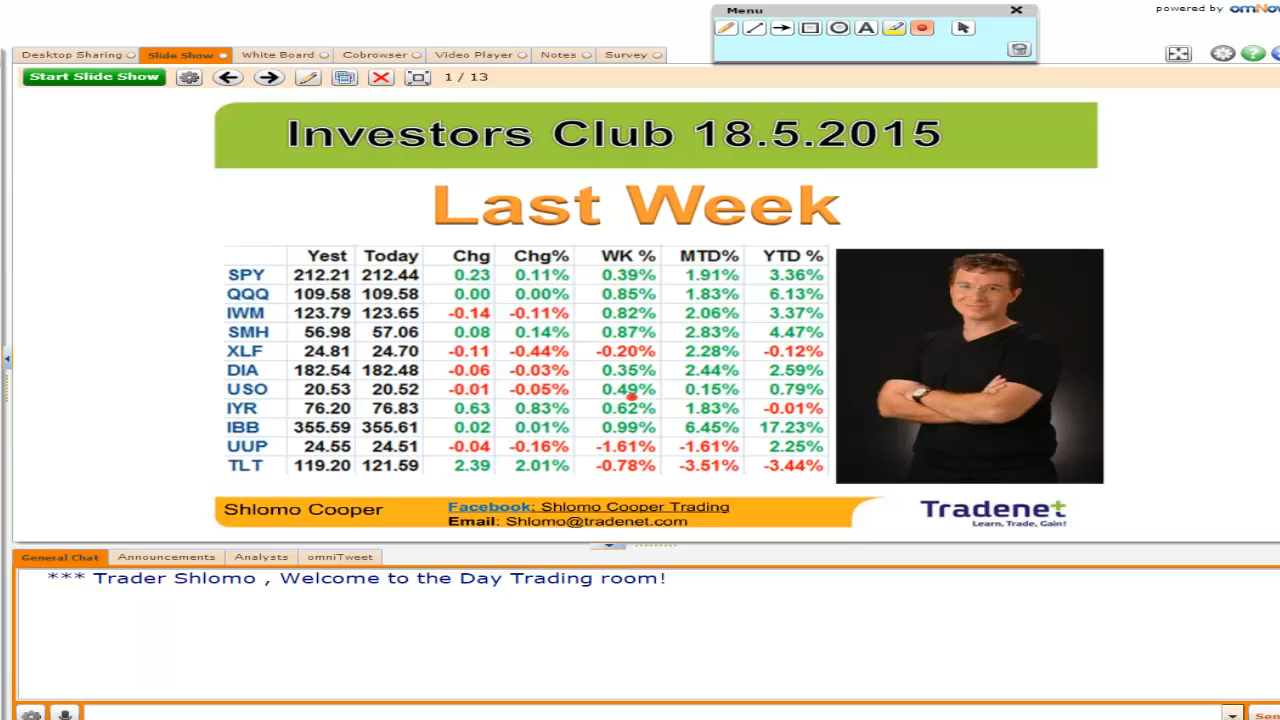 Menu
powered by
Desktop Sharing Slide Show White Board Cobrowser Video Player Notes Survey
Start Slide Show 1 / 13
Investors Club 18.5.2015
Last Week
Yest Today Chg Chg% WK % MTD% YTD %
SPY 212.21 212.44 0.23 0.11% 0.39% 1.91% 3.36%
QQQ 109.58 109.58 0.00 0.00% 0.85% 1.83% 6.13%
IWM 123.79 123.65 -0.14 -0.11% 0.82% 2.06% 3.37%
SMH 56.98 57.06 0.08 0.14% 0.87% 2.83% 4.47%
XLF 24.81 24.70 -0.11 -0.44% -0.20% 2.28% -0.12%
DIA 182.54 182.48 -0.06 -0.03% 0.35% 2.44% 2.59%
USO 20.53 20.52 -0.01 -0.05% 0.49% 0.15% 0.79%
IYR 76.20 76.83 0.63 0.83% 0.62% 1.83% -0.01%
IBB 355.59 355.61 0.02 0.01% 0.99% 6.45% 17.23%
UUP 24.55 24.51 -0.04 -0.16% -1.61% -1.61% 2.25%
TLT 119.20 121.59 2.39 2.01% -0.78% -3.51% -3.44%
Shlomo Cooper
Facebook: Shlomo Cooper Trading
Email: Shlomo@tradenet.com
Tradenet
Learn, Trade, Gain!
General Chat Announcements Analysts omniTweet
*** Trader Shlomo , Welcome to the Day Trading room!